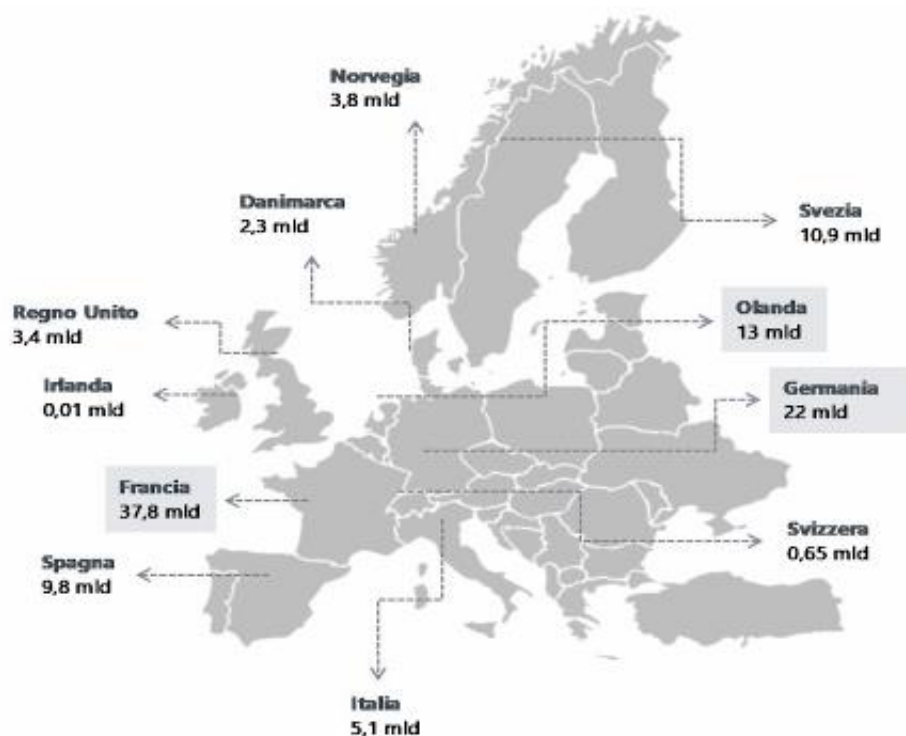 Norvegia
3,8 mld
Danimarca
2,3 mld
Svezia
10,9 mld
Regno Unito
3,4 mld
Olanda
13 mld
Irlanda
0,01 mld
Germania
22 mld
Francia
37,8 mld
Svizzera
0,65 mld
Spagna
9,8 mld
Italia
5,1 mld